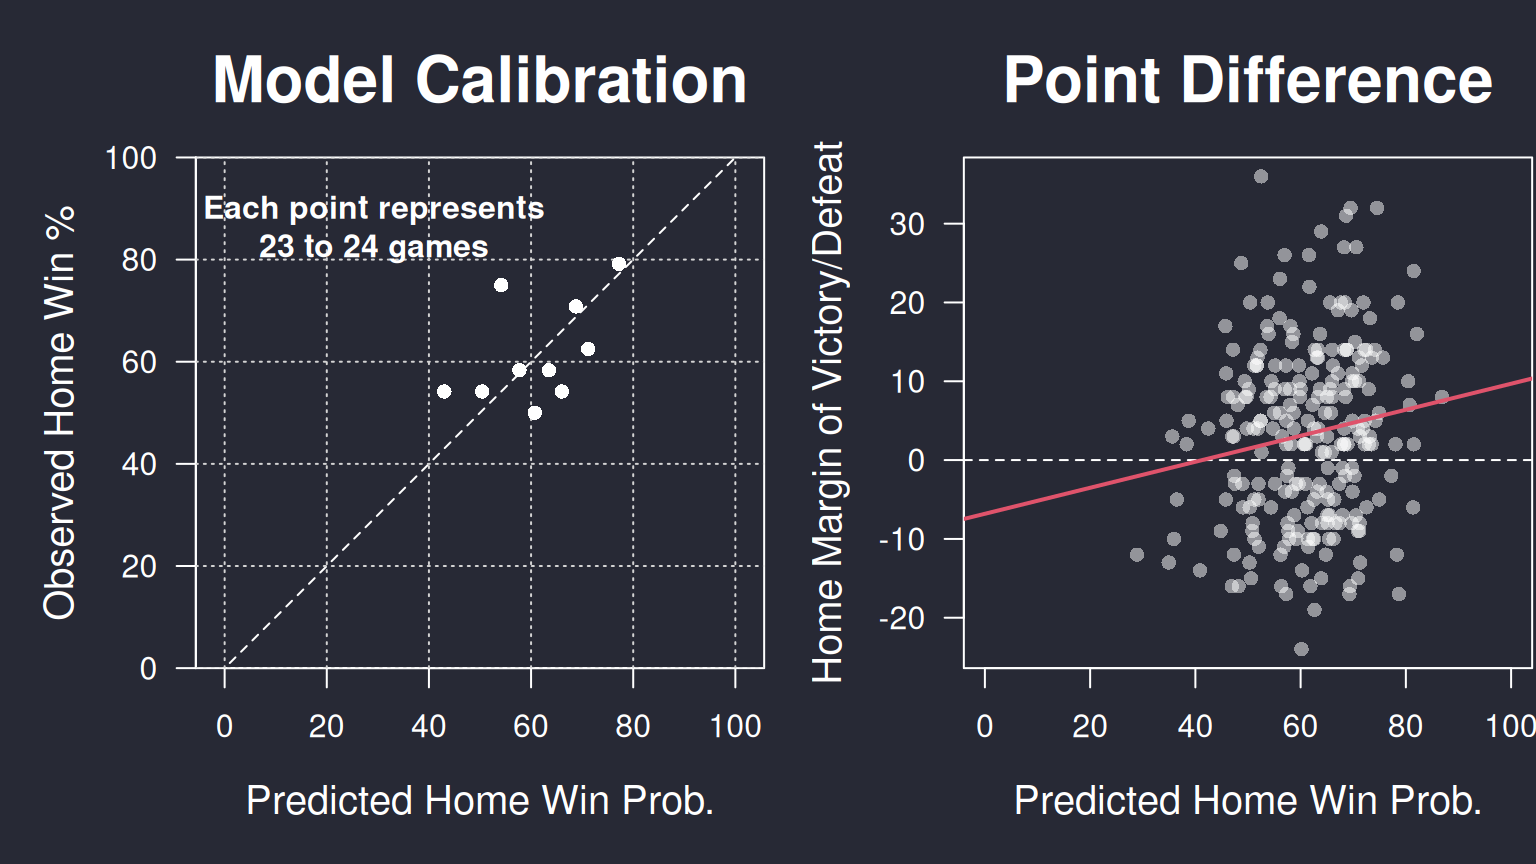 Model Calibration
Each point represents
23 to 24 games
Observed Home Win %
100
80
60
40
20
0
0 20 40 60 80 100
Predicted Home Win Prob.
Point Difference
Home Margin of Victory/Defeat
30
20
10
0
-10
-20
0 20 40 60 80 100
Predicted Home Win Prob.